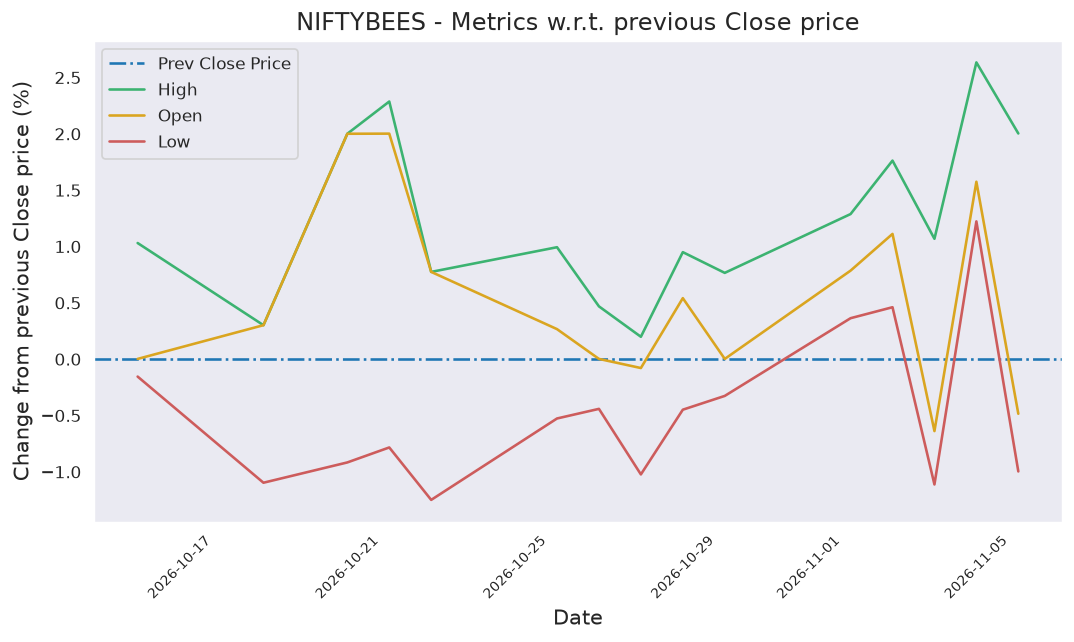 NIFTYBEES - Metrics w.r.t. previous Close price
Prev Close Price
High
Open
Low
Change from previous Close price (%)
2.5
2.0
1.5
1.0
0.5
0.0
−0.5
−1.0
2026-10-17
2026-10-21
2026-10-25
2026-10-29
2026-11-01
2026-11-05
Date